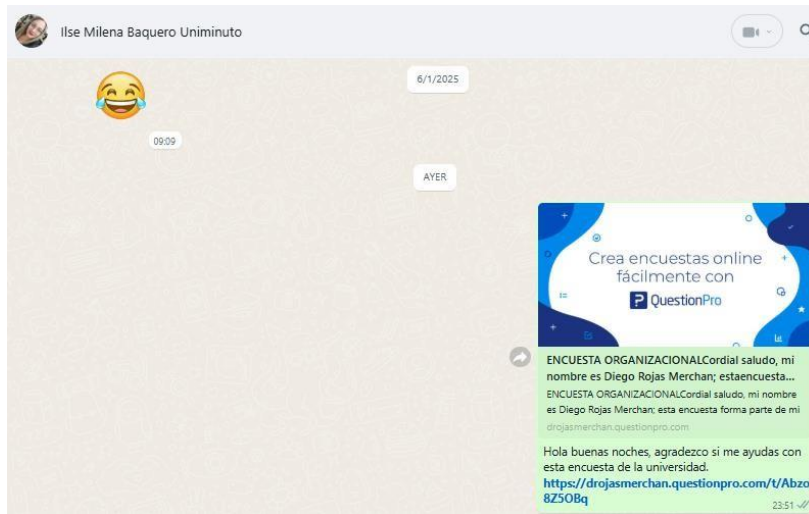 Ilse Milena Baquero Uniminuto
6/1/2025
09:09
AYER
Crea encuestas online
fácilmente con
QuestionPro
ENCUESTA ORGANIZACIONALCordial saludo, mi
nombre es Diego Rojas Merchan; estaencuesta...
ENCUESTA ORGANIZACIONALCordial saludo, mi nombre
es Diego Rojas Merchan; esta encuesta forma parte de mi
drojasmerchan.questionpro.com
Hola buenas noches, agradezco si me ayudas con
esta encuesta de la universidad.
https://drojasmerchan.questionpro.com/t/Abzo
8Z5OBq
23:51